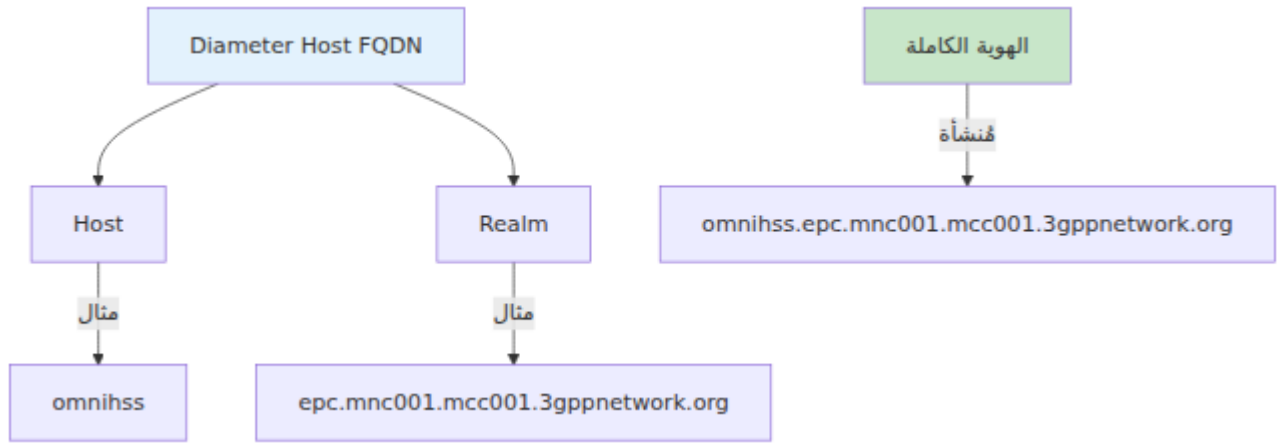 Diameter Host FQDN
الهوية الكاملة
مُنشأة
Host
Realm
omnihss.epc.mnc001.mcc001.3gppnetwork.org
مثال
مثال
omnihss
epc.mnc001.mcc001.3gppnetwork.org